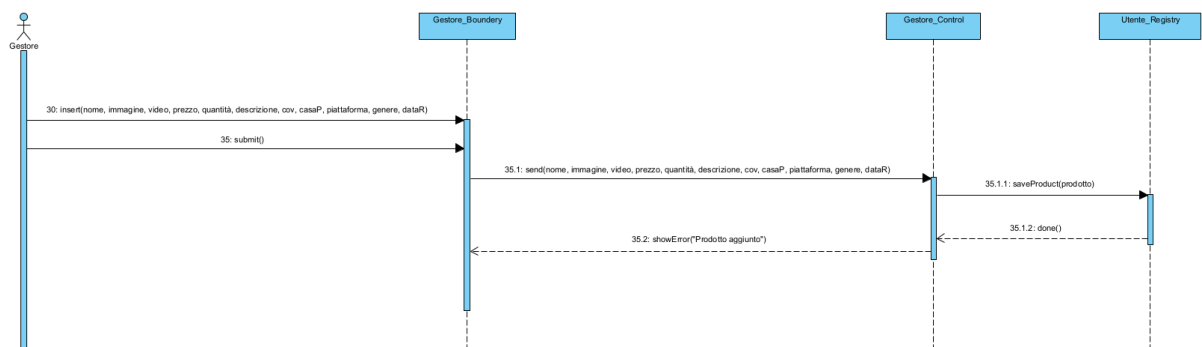 Gestore
Gestore_Boundery
Gestore_Control
Utente_Registry
30: insert(nome, immagine, video, prezzo, quantità, descrizione, cov, casaP, piattaforma, genere, dataR)
35: submit()
35.1: send(nome, immagine, video, prezzo, quantità, descrizione, cov, casaP, piattaforma, genere, dataR)
35.1.1: saveProduct(prodotto)
35.1.2: done()
35.2: showError("Prodotto aggiunto")